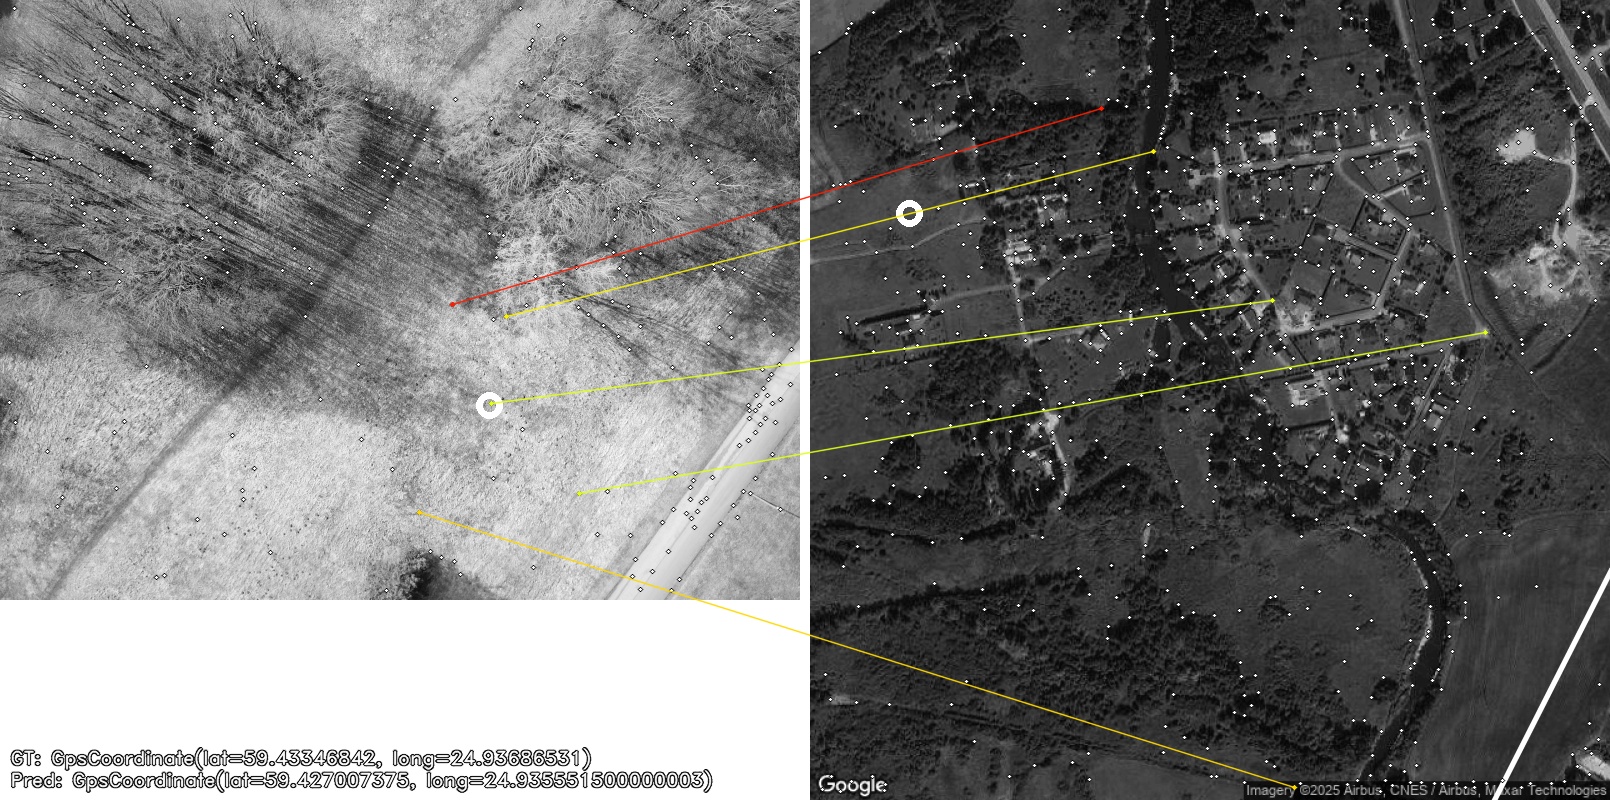 GT: GpsCoordinate(lat=59.43346842, long=24.93686531)
Pred: GpsCoordinate(lat=59.427007375, long=24.935551500000003)
Google
Imagery ©2025 Airbus, CNES / Airbus, Maxar Technologies